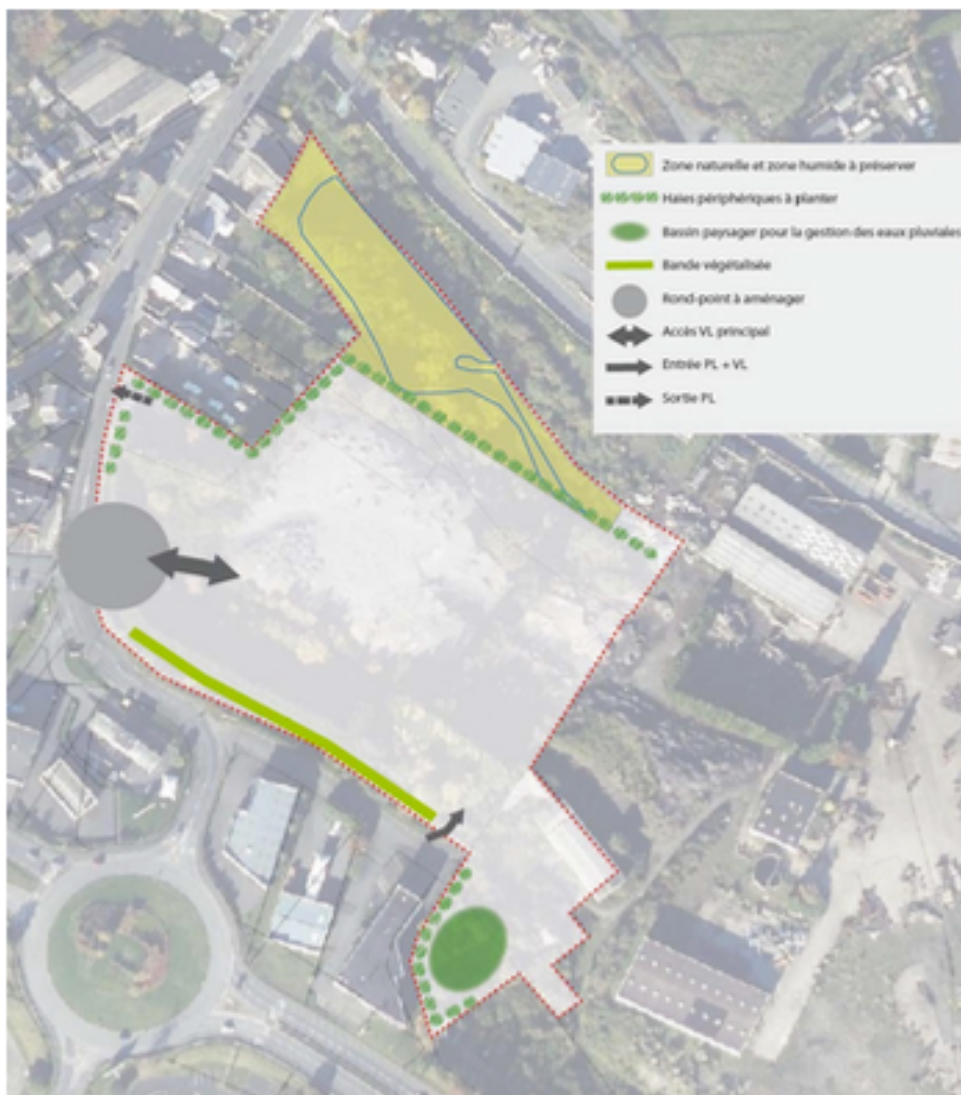 Zone naturelle et zone humide à préserver
Haies périphériques à planter
Bassin paysager pour la gestion des eaux pluviales
Bande végétalisée
Rond-point à aménager
Accès VL principal
Entrée PL + VL
Sortie PL